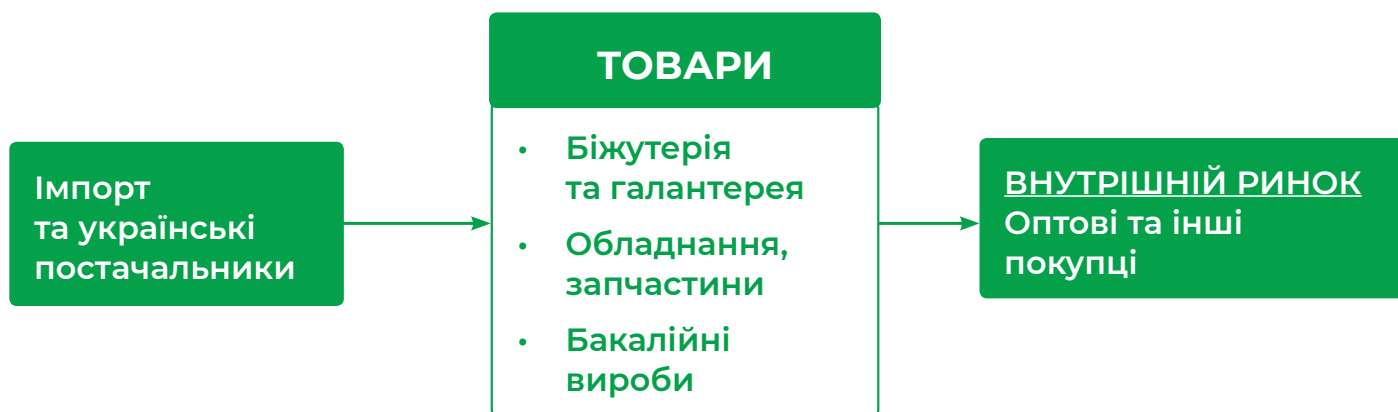 Імпорт
та українські
постачальники
ТОВАРИ
• Біжутерія
та галантерея
• Обладнання,
запчастини
• Бакалійні
вироби
ВНУТРІШНІЙ РИНОК
Оптові та інші
покупці